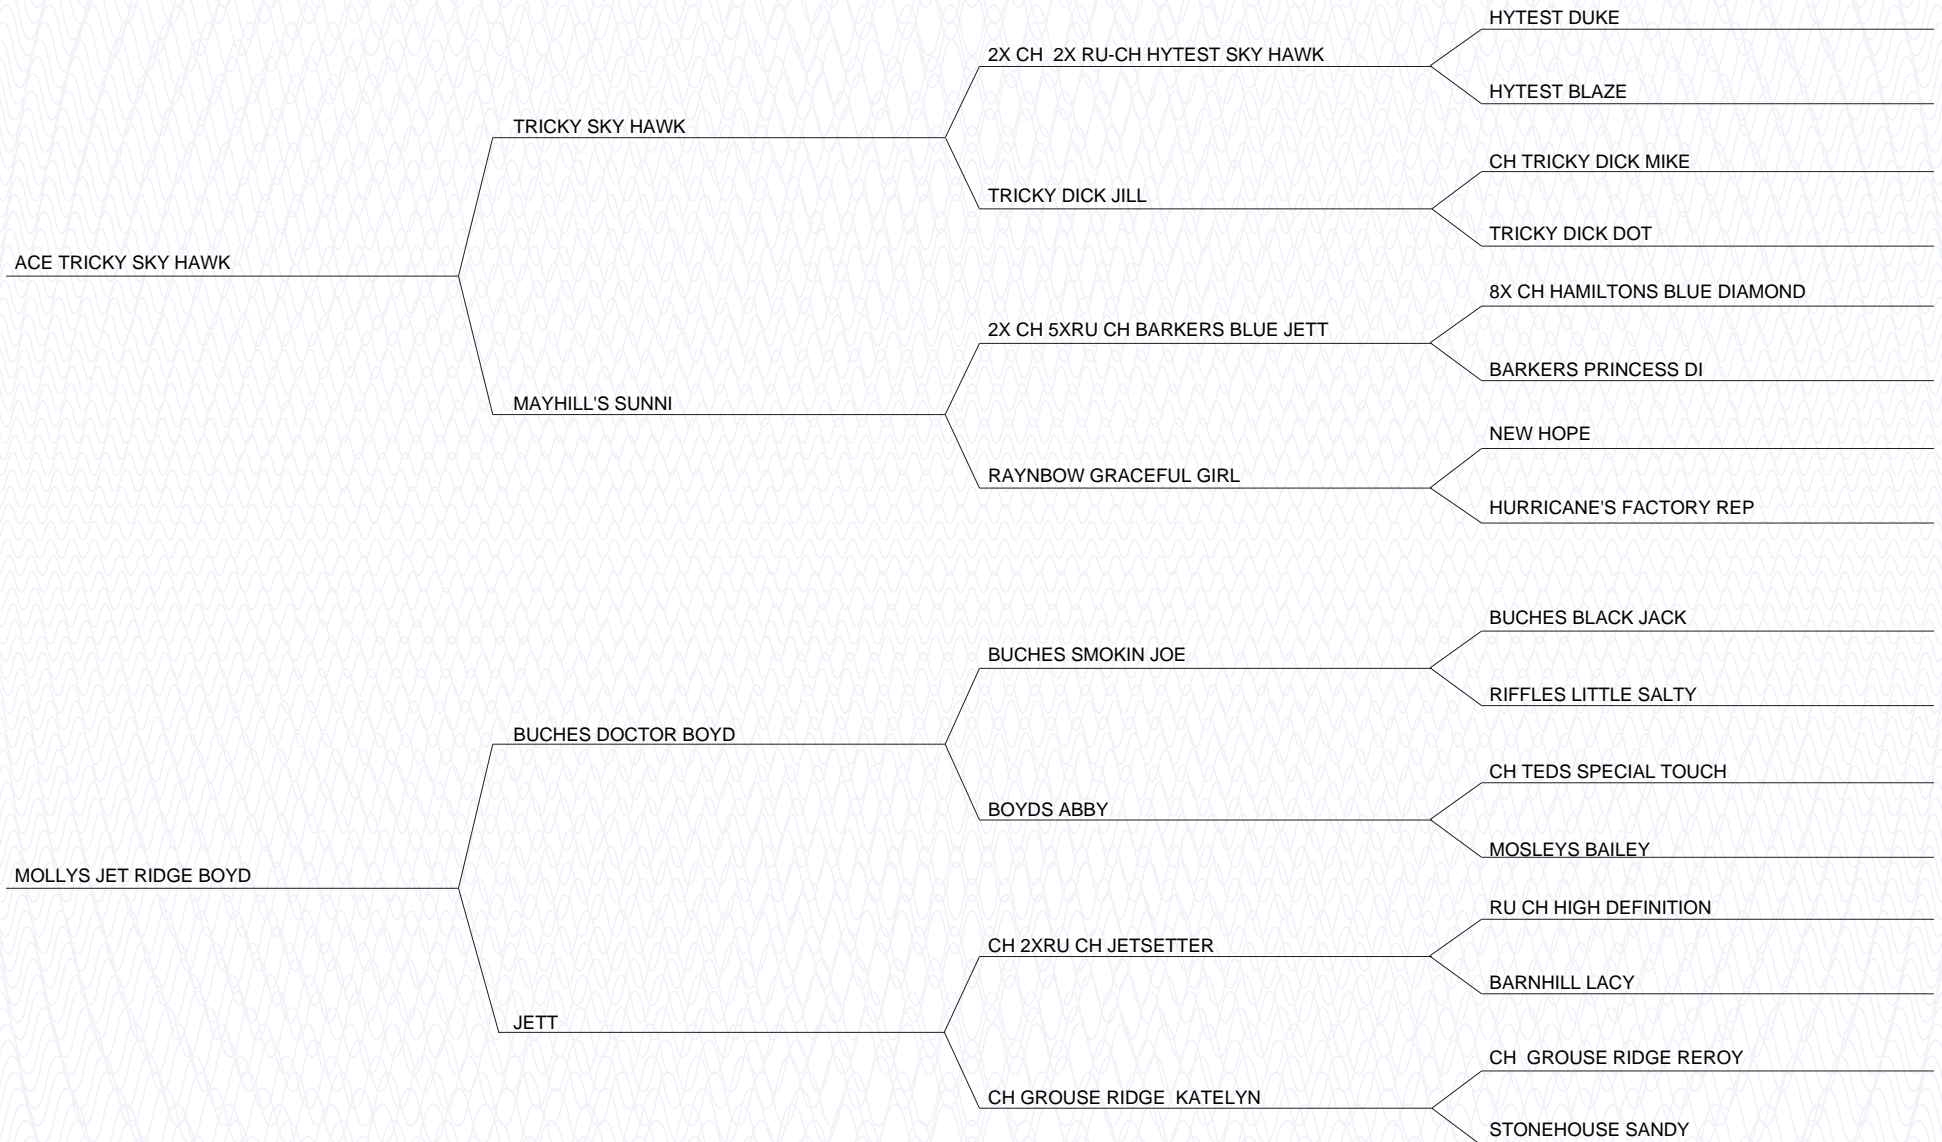 HYTEST DUKE
2X CH  2X RU-CH HYTEST SKY HAWK
HYTEST BLAZE
TRICKY SKY HAWK
CH TRICKY DICK MIKE
TRICKY DICK JILL
TRICKY DICK DOT
ACE TRICKY SKY HAWK
8X CH HAMILTONS BLUE DIAMOND
2X CH 5XRU CH BARKERS BLUE JETT
BARKERS PRINCESS DI
MAYHILL'S SUNNI
NEW HOPE
RAYNBOW GRACEFUL GIRL
HURRICANE'S FACTORY REP
BUCHES BLACK JACK
BUCHES SMOKIN JOE
RIFFLES LITTLE SALTY
BUCHES DOCTOR BOYD
CH TEDS SPECIAL TOUCH
BOYDS ABBY
MOSLEYS BAILEY
MOLLYS JET RIDGE BOYD
RU CH HIGH DEFINITION
CH 2XRU CH JETSETTER
BARNHILL LACY
JETT
CH  GROUSE RIDGE REROY
CH GROUSE RIDGE  KATELYN
STONEHOUSE SANDY